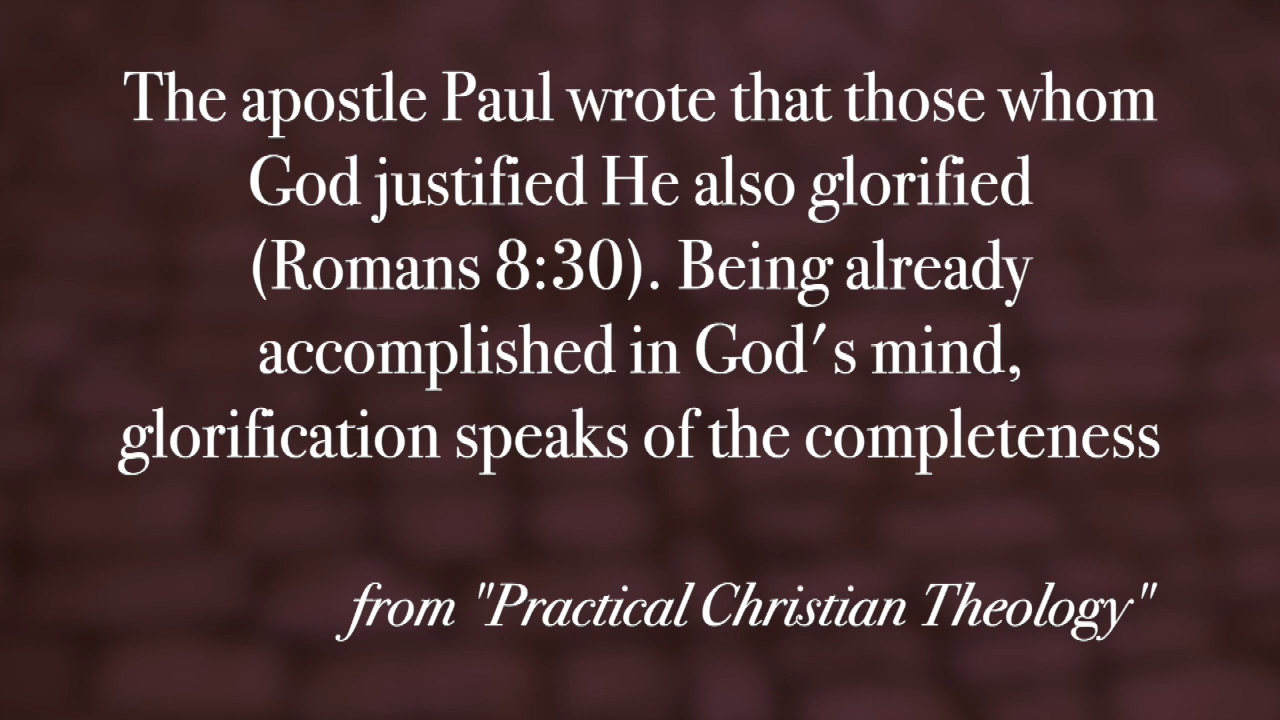 The apostle Paul wrote that those whom
God justified He also glorified
(Romans 8:30). Being already
accomplished in God's mind,
glorification speaks of the completeness
from "Practical Christian Theology"